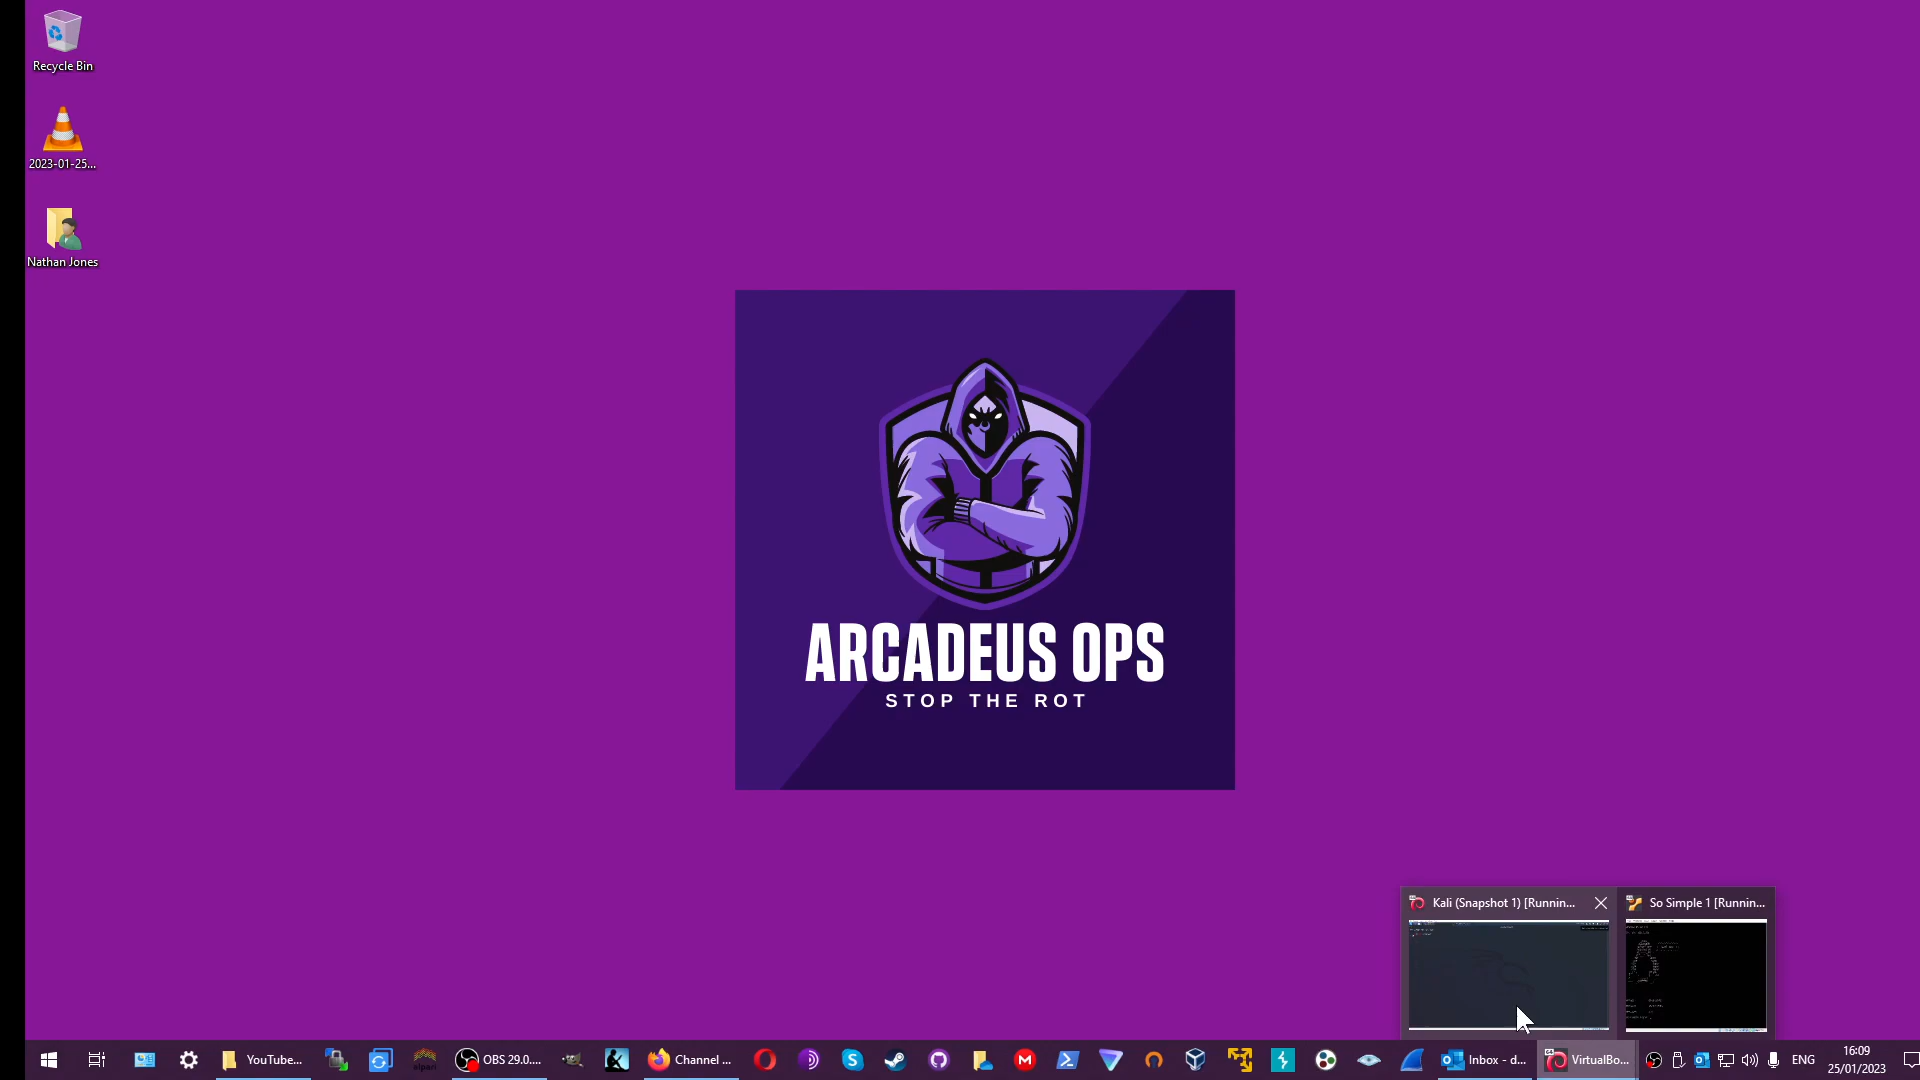 Recycle Bin
2023-01-25...
Nathan Jones
ARCADEUS OPS
STOP THE ROT
Kali (Snapshot 1) [Runnin...
So Simple 1 [Runnin...
YouTube...
OBS 29.0....
Channel ...
Inbox - d...
VirtualBo...
ENG
16:09
25/01/2023